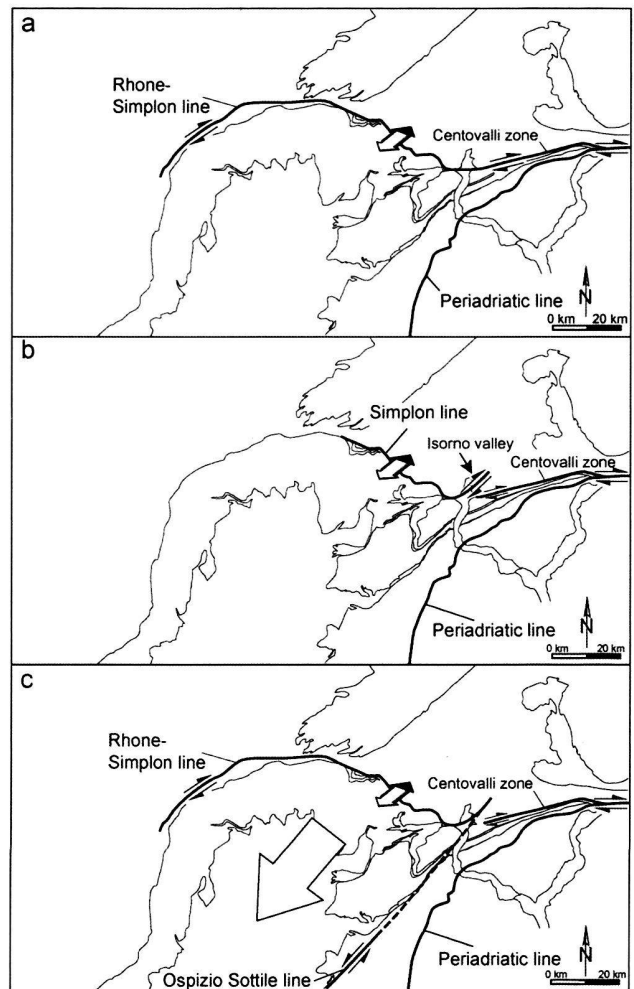 a
Rhone-
Simplon line
Centovalli zone
Periadriatic line
N
0 km 20 km
b
Simplon line
Isorno valley
Centovalli zone
Periadriatic line
N
0 km 20 km
c
Rhone-
Simplon line
Centovalli zone
Periadriatic line
Ospizio Sottile line
N
0 km 20 km